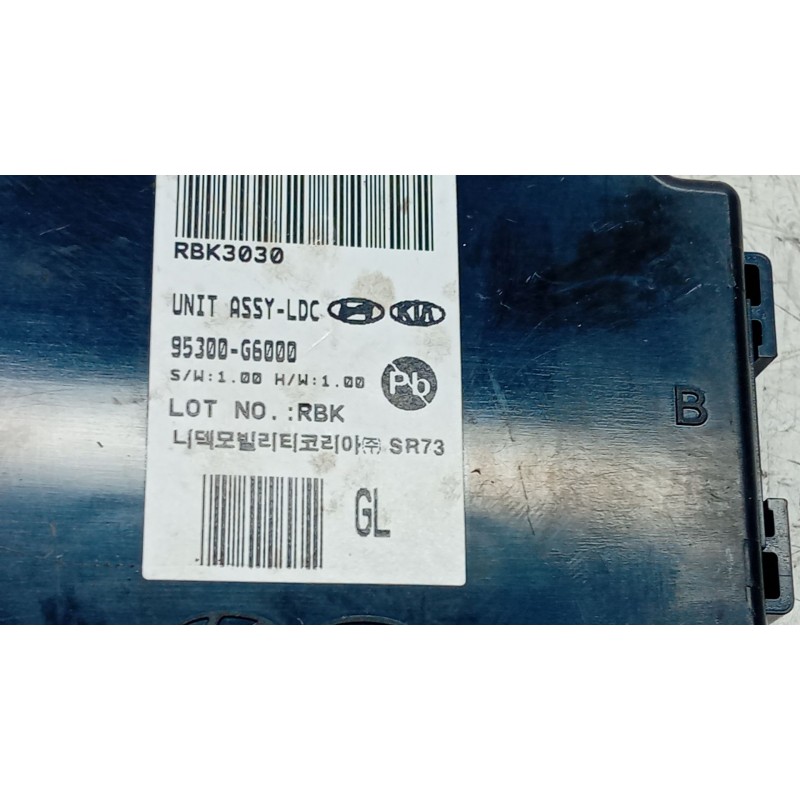 RBK3030
UNIT ASSY-LDC KIA
95300-G6000
S/W:1.00 H/W:1.00 Pb
LOT NO.:RBK
니덱모빌리티코리아㈜ SR73
GL
B